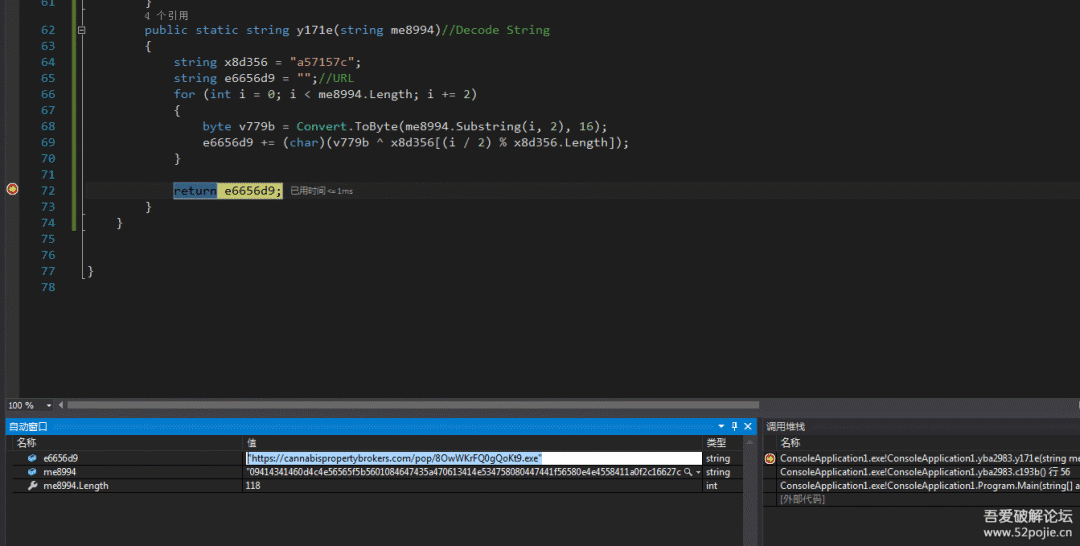 61 }
4 个引用
62 public static string y171e(string me8994)//Decode String
63 {
64 string x8d356 = "a57157c";
65 string e6656d9 = "";//URL
66 for (int i = 0; i < me8994.Length; i += 2)
67 {
68 byte v779b = Convert.ToByte(me8994.Substring(i, 2), 16);
69 e6656d9 += (char)(v779b ^ x8d356[(i / 2) % x8d356.Length]);
70 }
71
72 return e6656d9; 已用时间<=1ms
73 }
74 }
75
76
77 }
78
100 %
自动窗口
名称 值 类型
e6656d9 "https://cannabispropertybrokers.com/pop/8OwWKrFQ0gQoKt9.exe" string
me8994 "09414341460d4c4e56565f5b5601084647435a470613414e534758080447441f56580e4e4558411a0f2c16627c string
me8994.Length 118 int
调用堆栈
名称
ConsoleApplication1.exe!ConsoleApplication1.yba2983.y171e(string me
ConsoleApplication1.exe!ConsoleApplication1.yba2983.c193b() 行 56
ConsoleApplication1.exe!ConsoleApplication1.Program.Main(string[] a
[外部代码]
吾爱破解论坛
www.52pojie.cn